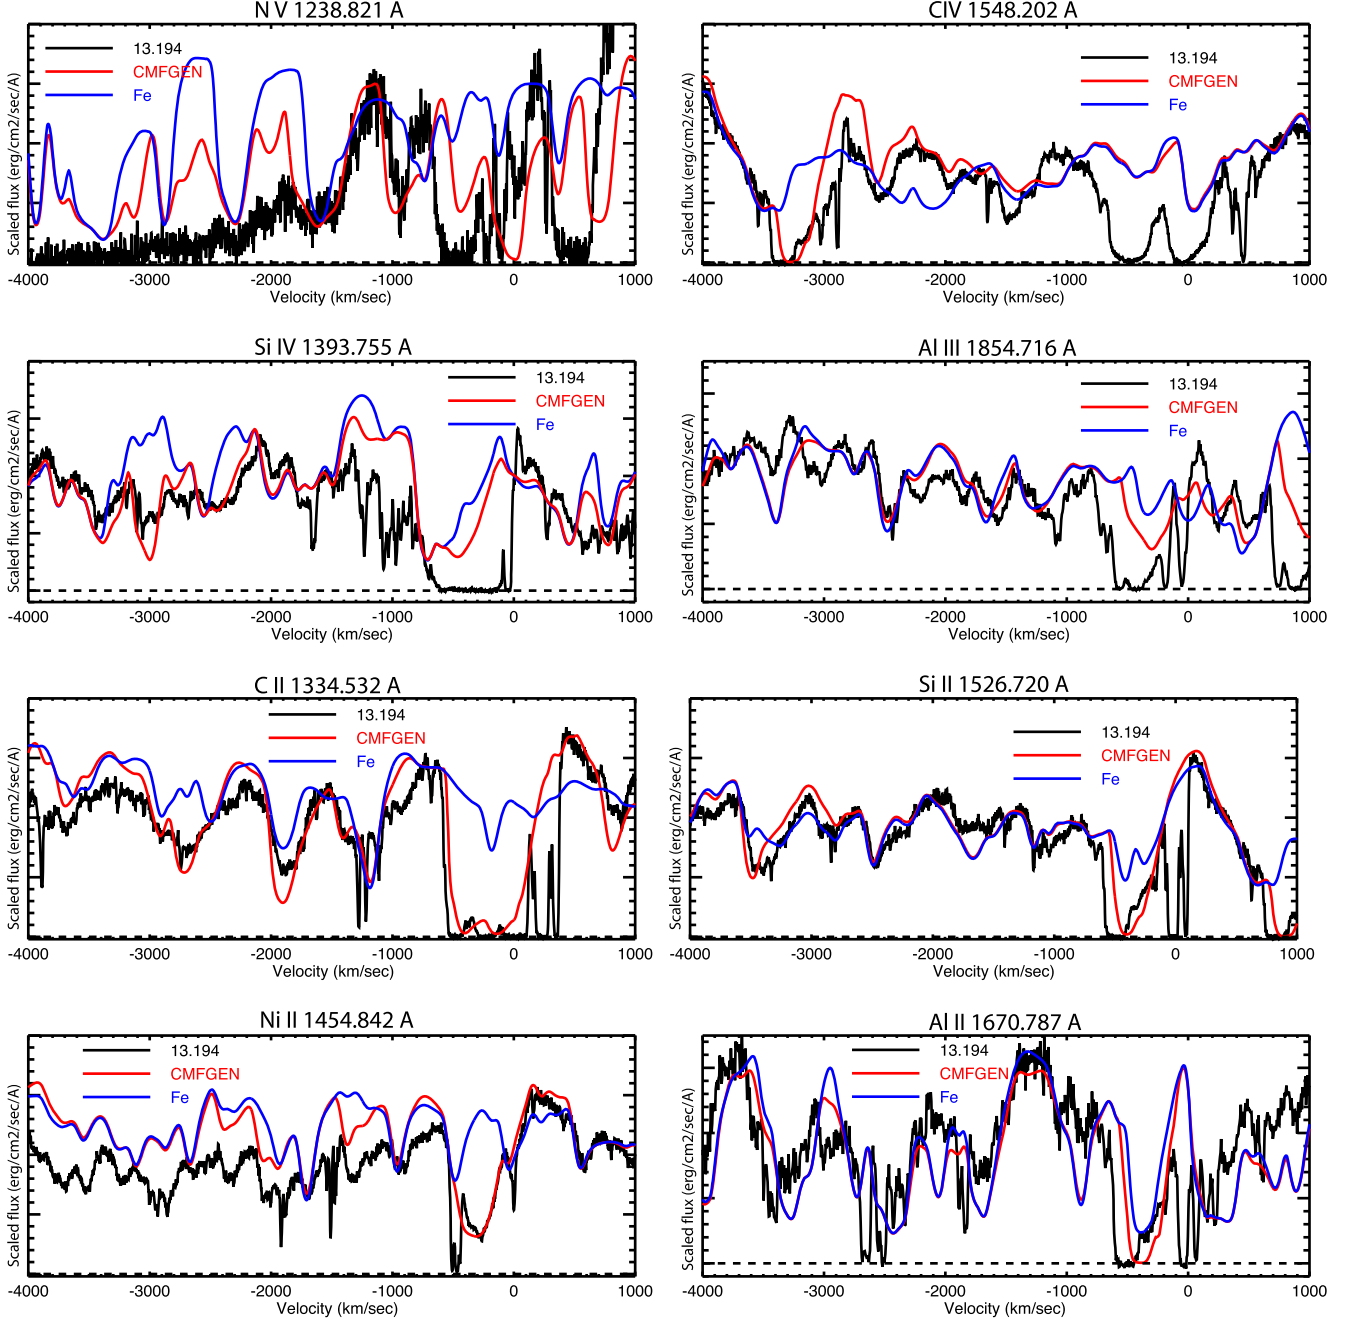 N V 1238.821 A
13.194
CMFGEN
Fe
Scaled flux (erg/cm2/sec/A)
-4000 -3000 -2000 -1000 0 1000
Velocity (km/sec)
CIV 1548.202 A
13.194
CMFGEN
Fe
Scaled flux (erg/cm2/sec/A)
-4000 -3000 -2000 -1000 0 1000
Velocity (km/sec)
Si IV 1393.755 A
13.194
CMFGEN
Fe
Scaled flux (erg/cm2/sec/A)
-4000 -3000 -2000 -1000 0 1000
Velocity (km/sec)
Al III 1854.716 A
13.194
CMFGEN
Fe
Scaled flux (erg/cm2/sec/A)
-4000 -3000 -2000 -1000 0 1000
Velocity (km/sec)
C II 1334.532 A
13.194
CMFGEN
Fe
Scaled flux (erg/cm2/sec/A)
-4000 -3000 -2000 -1000 0 1000
Velocity (km/sec)
Si II 1526.720 A
13.194
CMFGEN
Fe
Scaled flux (erg/cm2/sec/A)
-4000 -3000 -2000 -1000 0 1000
Velocity (km/sec)
Ni II 1454.842 A
13.194
CMFGEN
Fe
Scaled flux (erg/cm2/sec/A)
-4000 -3000 -2000 -1000 0 1000
Velocity (km/sec)
Al II 1670.787 A
13.194
CMFGEN
Fe
Scaled flux (erg/cm2/sec/A)
-4000 -3000 -2000 -1000 0 1000
Velocity (km/sec)